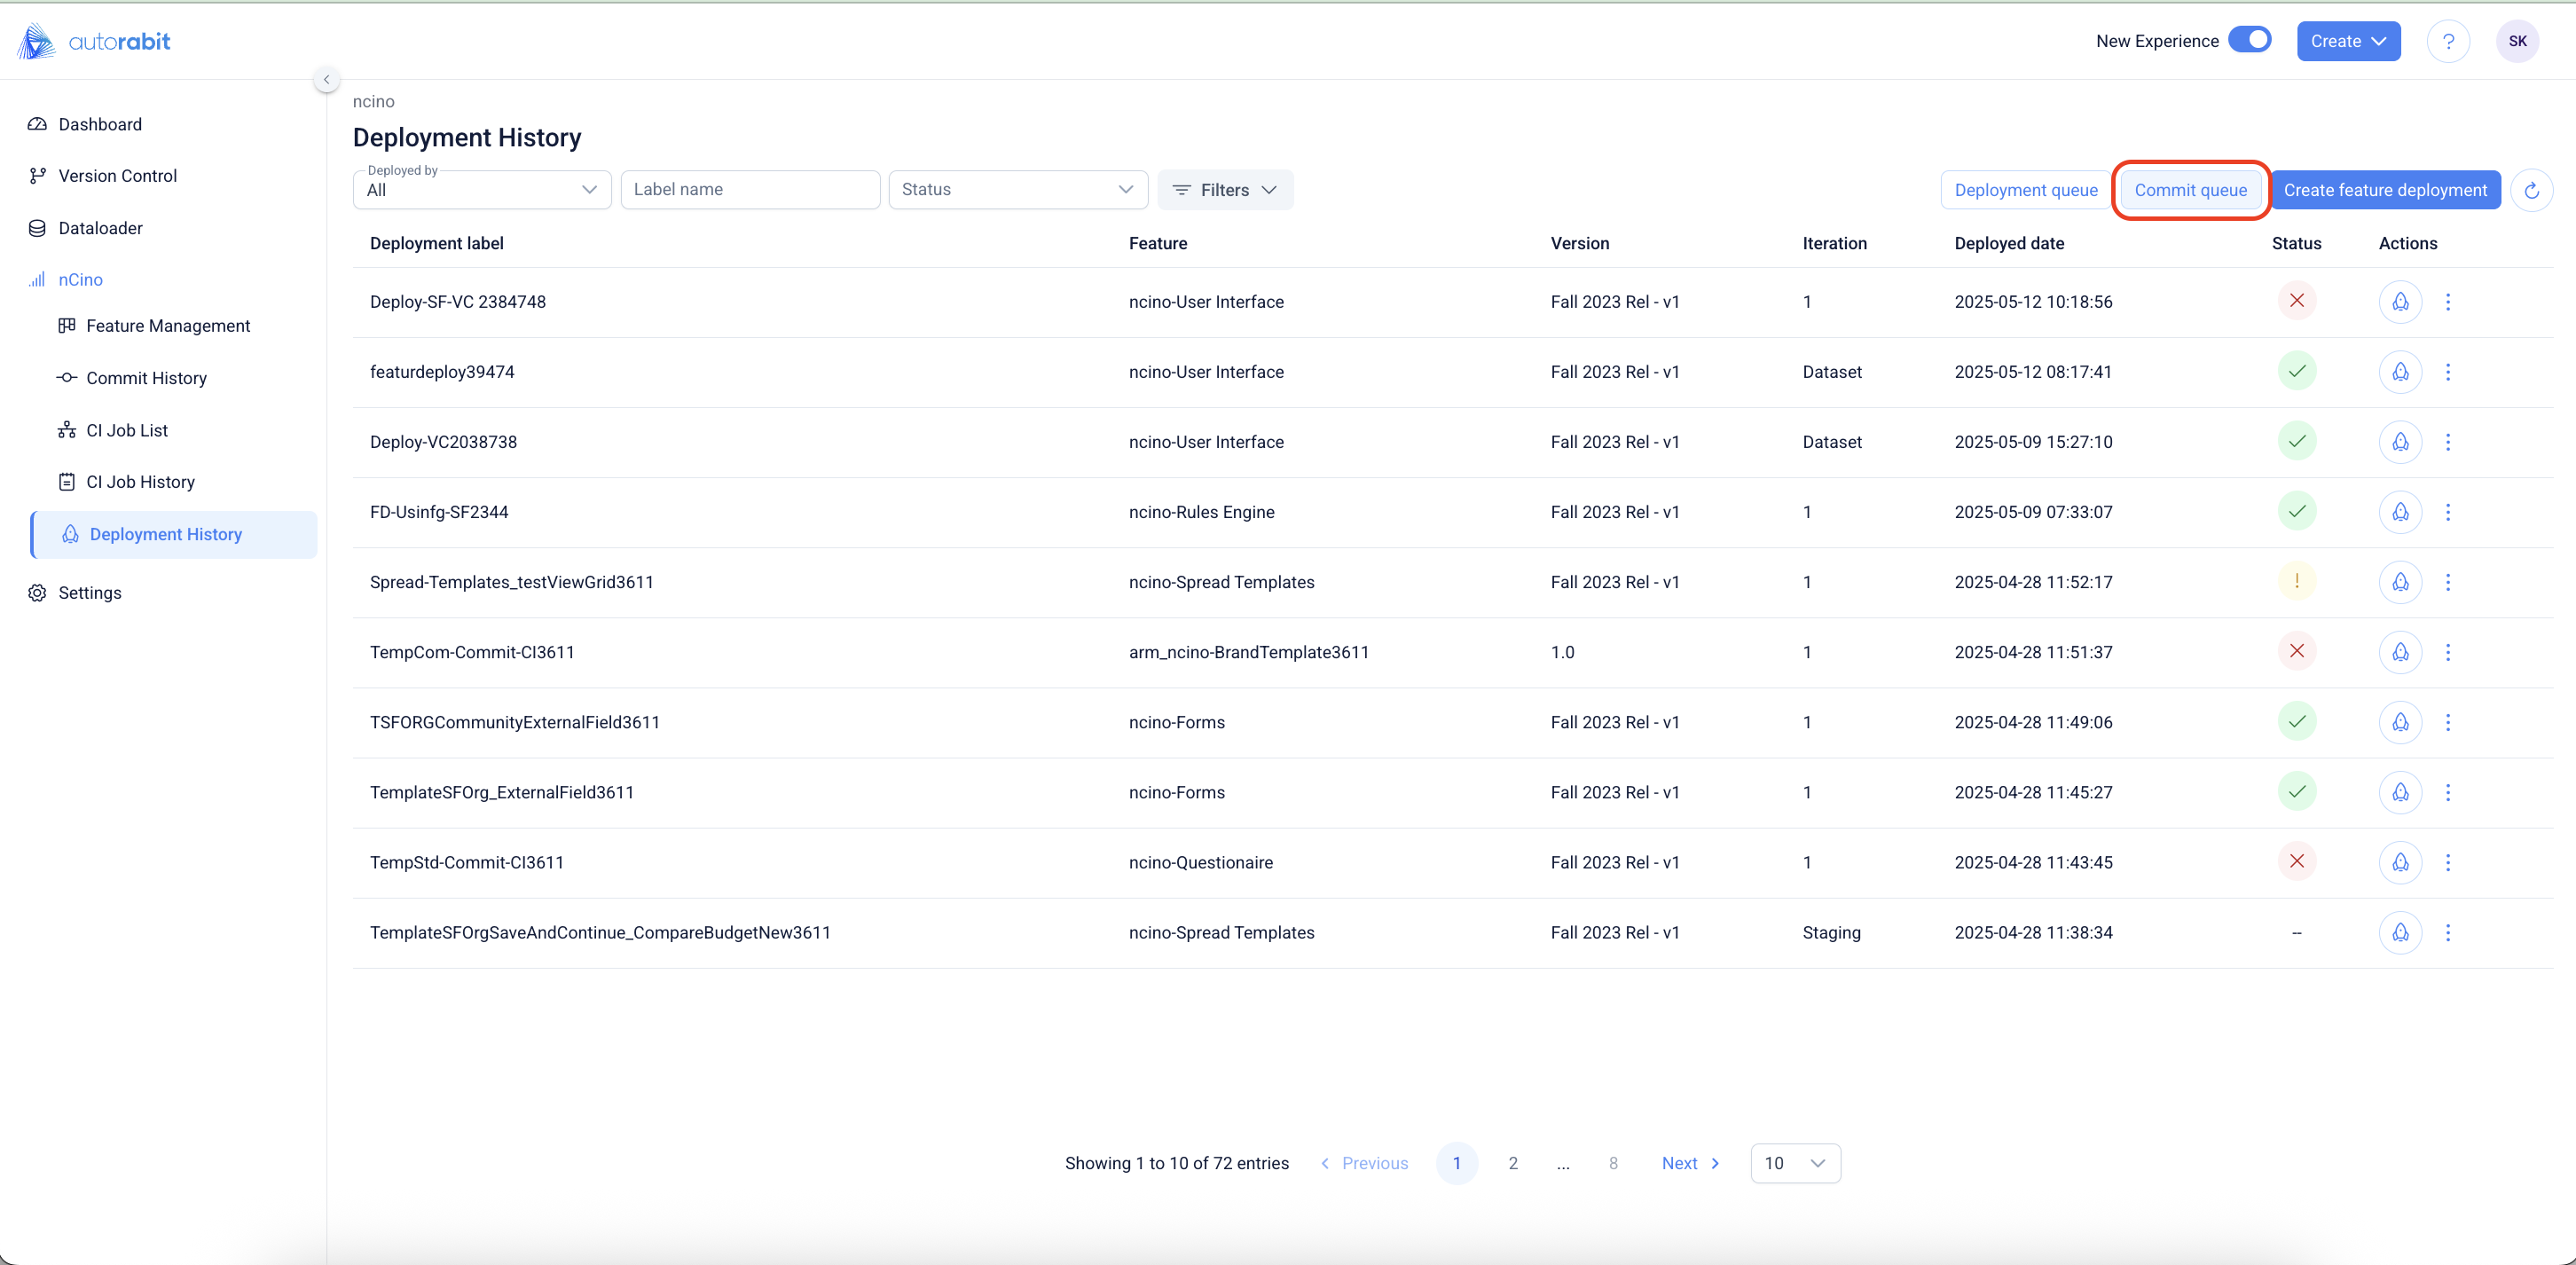 autorabit
New Experience
Create
?
SK
Dashboard
Version Control
Dataloader
nCino
Feature Management
Commit History
CI Job List
CI Job History
Deployment History
Settings
ncino
Deployment History
Deployed by
All
Label name
Status
Filters
Deployment queue
Commit queue
Create feature deployment
Deployment label Feature Version Iteration Deployed date Status Actions
Deploy-SF-VC 2384748 ncino-User Interface Fall 2023 Rel - v1 1 2025-05-12 10:18:56
featurdeploy39474 ncino-User Interface Fall 2023 Rel - v1 Dataset 2025-05-12 08:17:41
Deploy-VC2038738 ncino-User Interface Fall 2023 Rel - v1 Dataset 2025-05-09 15:27:10
FD-Usinfg-SF2344 ncino-Rules Engine Fall 2023 Rel - v1 1 2025-05-09 07:33:07
Spread-Templates_testViewGrid3611 ncino-Spread Templates Fall 2023 Rel - v1 1 2025-04-28 11:52:17 !
TempCom-Commit-CI3611 arm_ncino-BrandTemplate3611 1.0 1 2025-04-28 11:51:37
TSFORGCommunityExternalField3611 ncino-Forms Fall 2023 Rel - v1 1 2025-04-28 11:49:06
TemplateSFOrg_ExternalField3611 ncino-Forms Fall 2023 Rel - v1 1 2025-04-28 11:45:27
TempStd-Commit-CI3611 ncino-Questionaire Fall 2023 Rel - v1 1 2025-04-28 11:43:45
TemplateSFOrgSaveAndContinue_CompareBudgetNew3611 ncino-Spread Templates Fall 2023 Rel - v1 Staging 2025-04-28 11:38:34 --
Showing 1 to 10 of 72 entries Previous 1 2 ... 8 Next 10